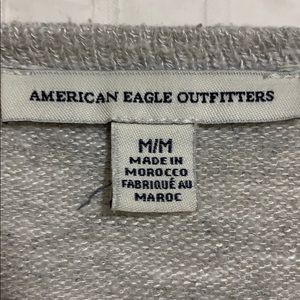 AMERICAN EAGLE OUTFITTERS
M/M
MADE IN
MOROCCO
FABRIQUÉ AU
MAROC